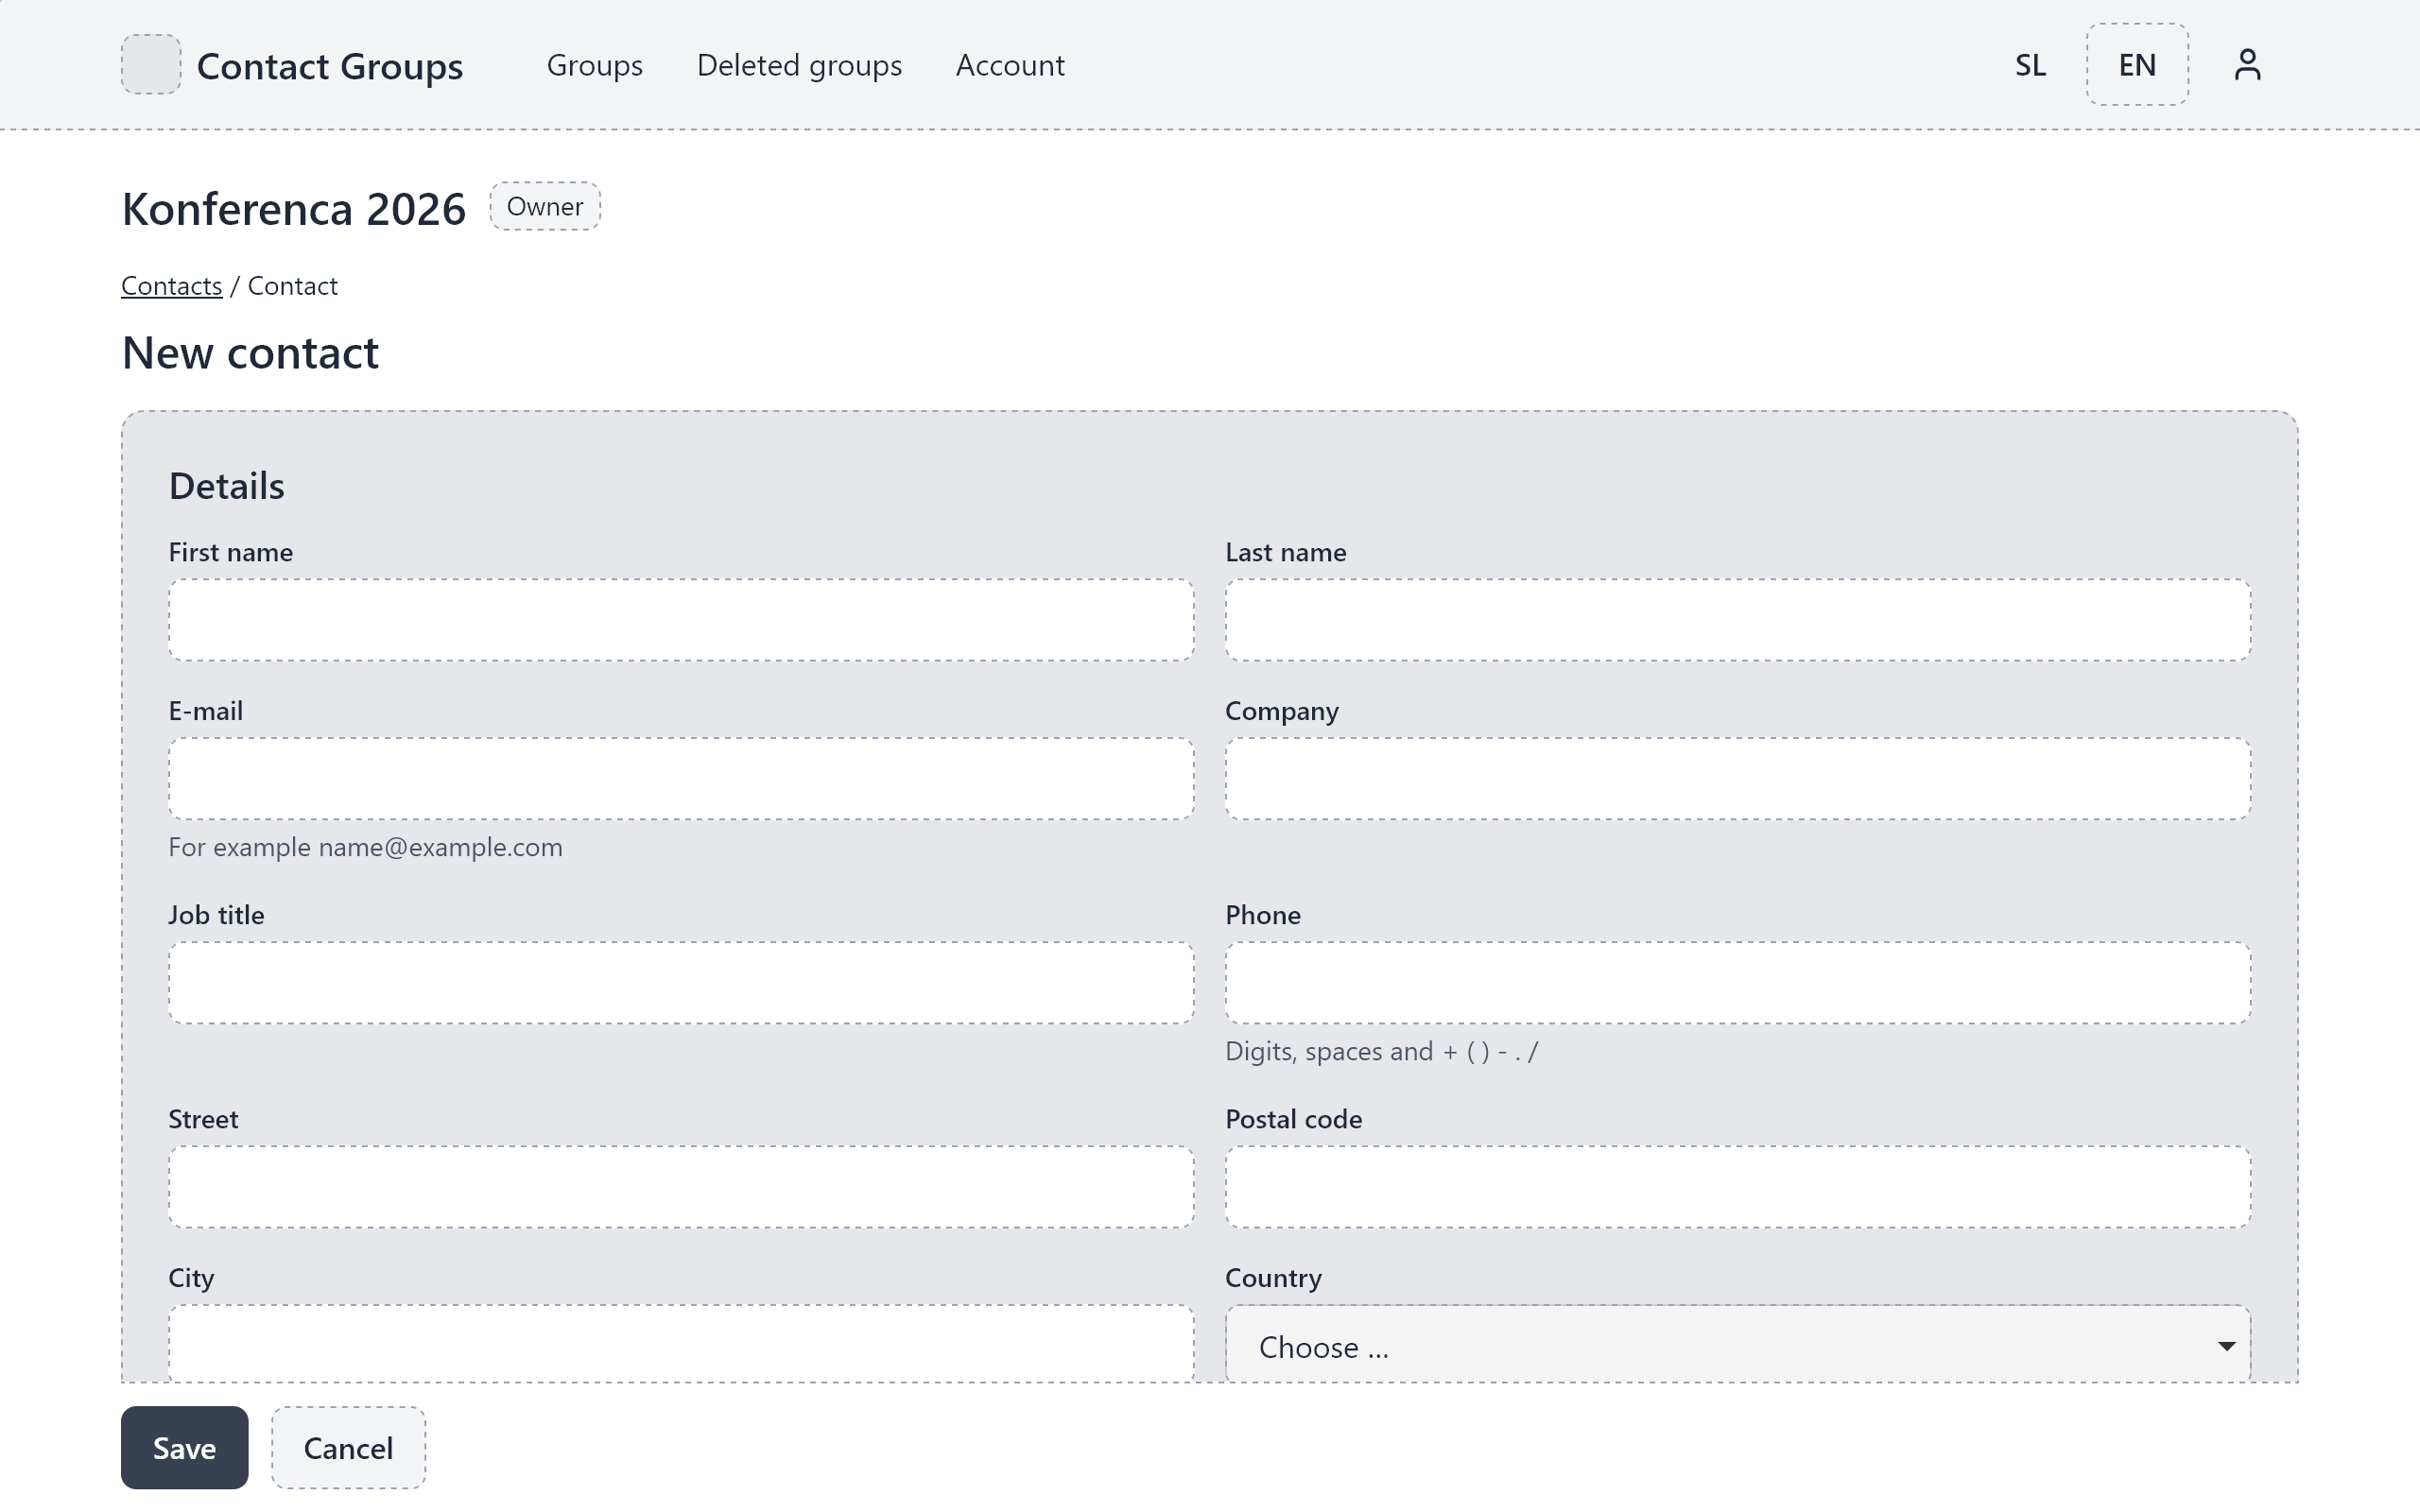 Contact Groups
Groups
Deleted groups
Account
SL
EN
Konferenca 2026
Owner
Contacts / Contact
New contact
Details
First name
Last name
E-mail
Company
For example name@example.com
Job title
Phone
Digits, spaces and + ( ) - . /
Street
Postal code
City
Country
Choose ...
Save
Cancel